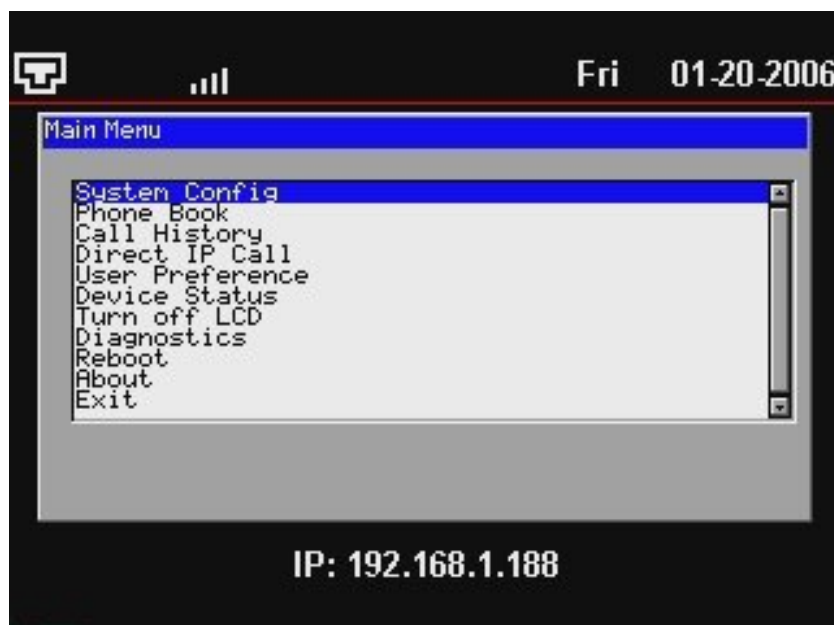 Fri 01-20-2006
Main Menu
System Config
Phone Book
Call History
Direct IP Call
User Preference
Device Status
Turn off LCD
Diagnostics
Reboot
About
Exit
IP: 192.168.1.188